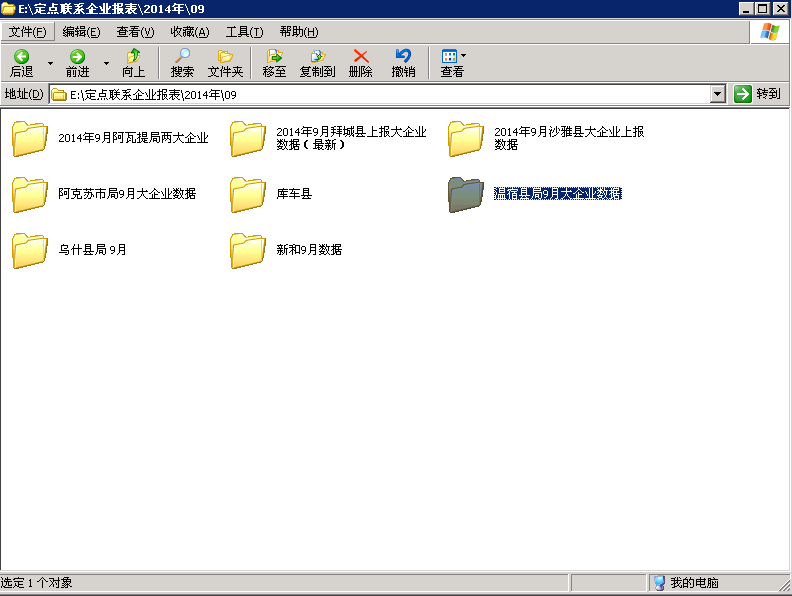 E:\定点联系企业报表\2014年\09
文件(F) 编辑(E) 查看(V) 收藏(A) 工具(T) 帮助(H)
后退 前进 向上 搜索 文件夹 移至 复制到 删除 撤销 查看
地址(D) E:\定点联系企业报表\2014年\09 转到
2014年9月阿瓦提局两大企业
2014年9月拜城县上报大企业
数据(最新)
2014年9月沙雅县大企业上报
数据
阿克苏市局9月大企业数据
库车县
温宿县局9月大企业数据
乌什县局 9月
新和9月数据
选定 1 个对象
我的电脑